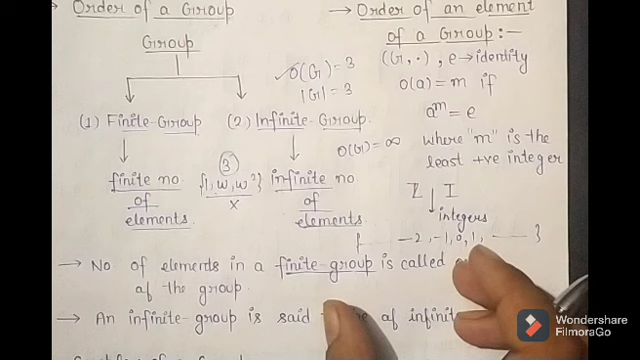 → Order of a Group
Group
(1) Finite Group
finite no
of
elements
(2) Infinite Group
infinite no
of
elements
✓ O(G) = 3
|G| = 3
O(G) = ∞
③
{1, w, w²}
×
→ Order of an element
of a Group :-
(G, ·), e → identity
O(a) = m if
aᵐ = e
where "m" is the
least +ve integer
Z ↓ I
integers
{ —2, -1, 0, 1, —— }
→ No of elements in a finite group is called
of the group.
→ An infinite group is said of infinit
Wondershare
FilmoraGo